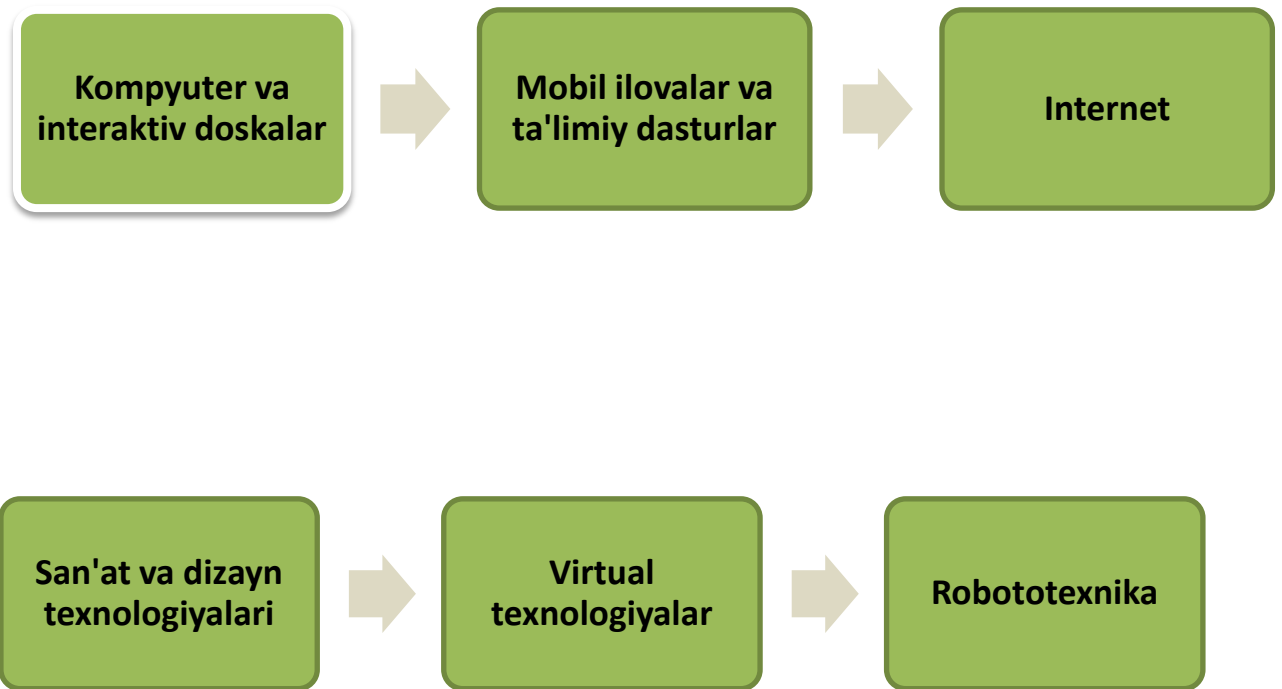 Kompyuter va
interaktiv doskalar
Mobil ilovalar va
ta'limiy dasturlar
Internet
San'at va dizayn
texnologiyalari
Virtual
texnologiyalar
Robototexnika